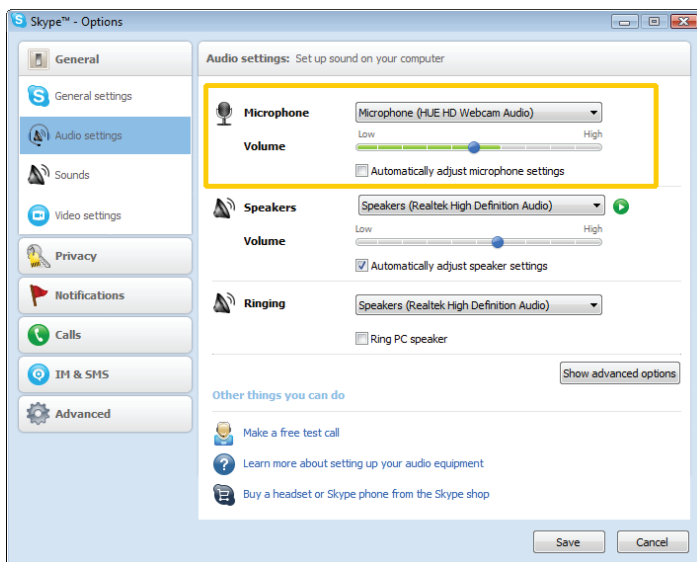 Skype™ - Options
General
General settings
Audio settings
Sounds
Video settings
Privacy
Notifications
Calls
IM & SMS
Advanced
Audio settings: Set up sound on your computer
Microphone
Microphone (HUE HD Webcam Audio)
Volume
Low
High
Automatically adjust microphone settings
Speakers
Speakers (Realtek High Definition Audio)
Volume
Low
High
Automatically adjust speaker settings
Ringing
Speakers (Realtek High Definition Audio)
Ring PC speaker
Show advanced options
Other things you can do
Make a free test call
Learn more about setting up your audio equipment
Buy a headset or Skype phone from the Skype shop
Save
Cancel